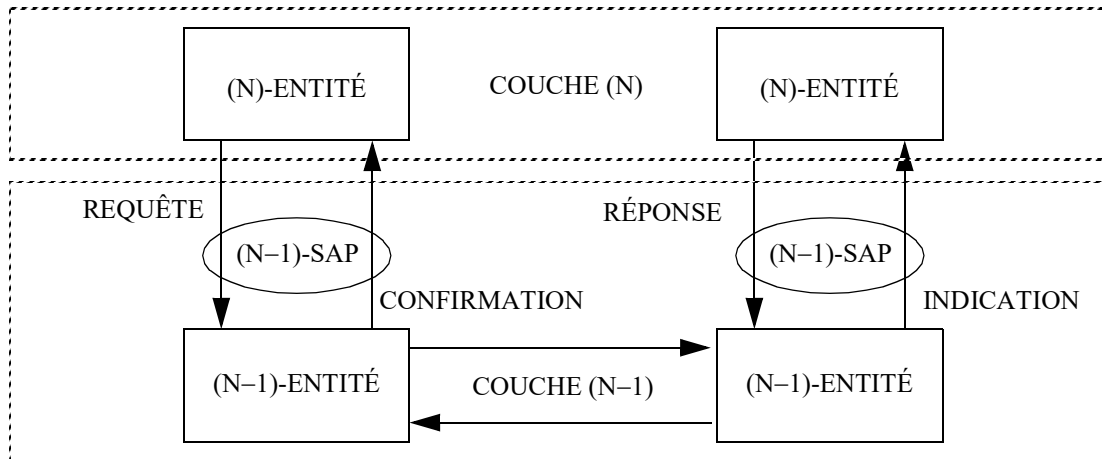 (N)-ENTITÉ
COUCHE (N)
(N)-ENTITÉ
REQUÊTE
RÉPONSE
(N–1)-SAP
(N–1)-SAP
CONFIRMATION
INDICATION
(N–1)-ENTITÉ
COUCHE (N–1)
(N–1)-ENTITÉ